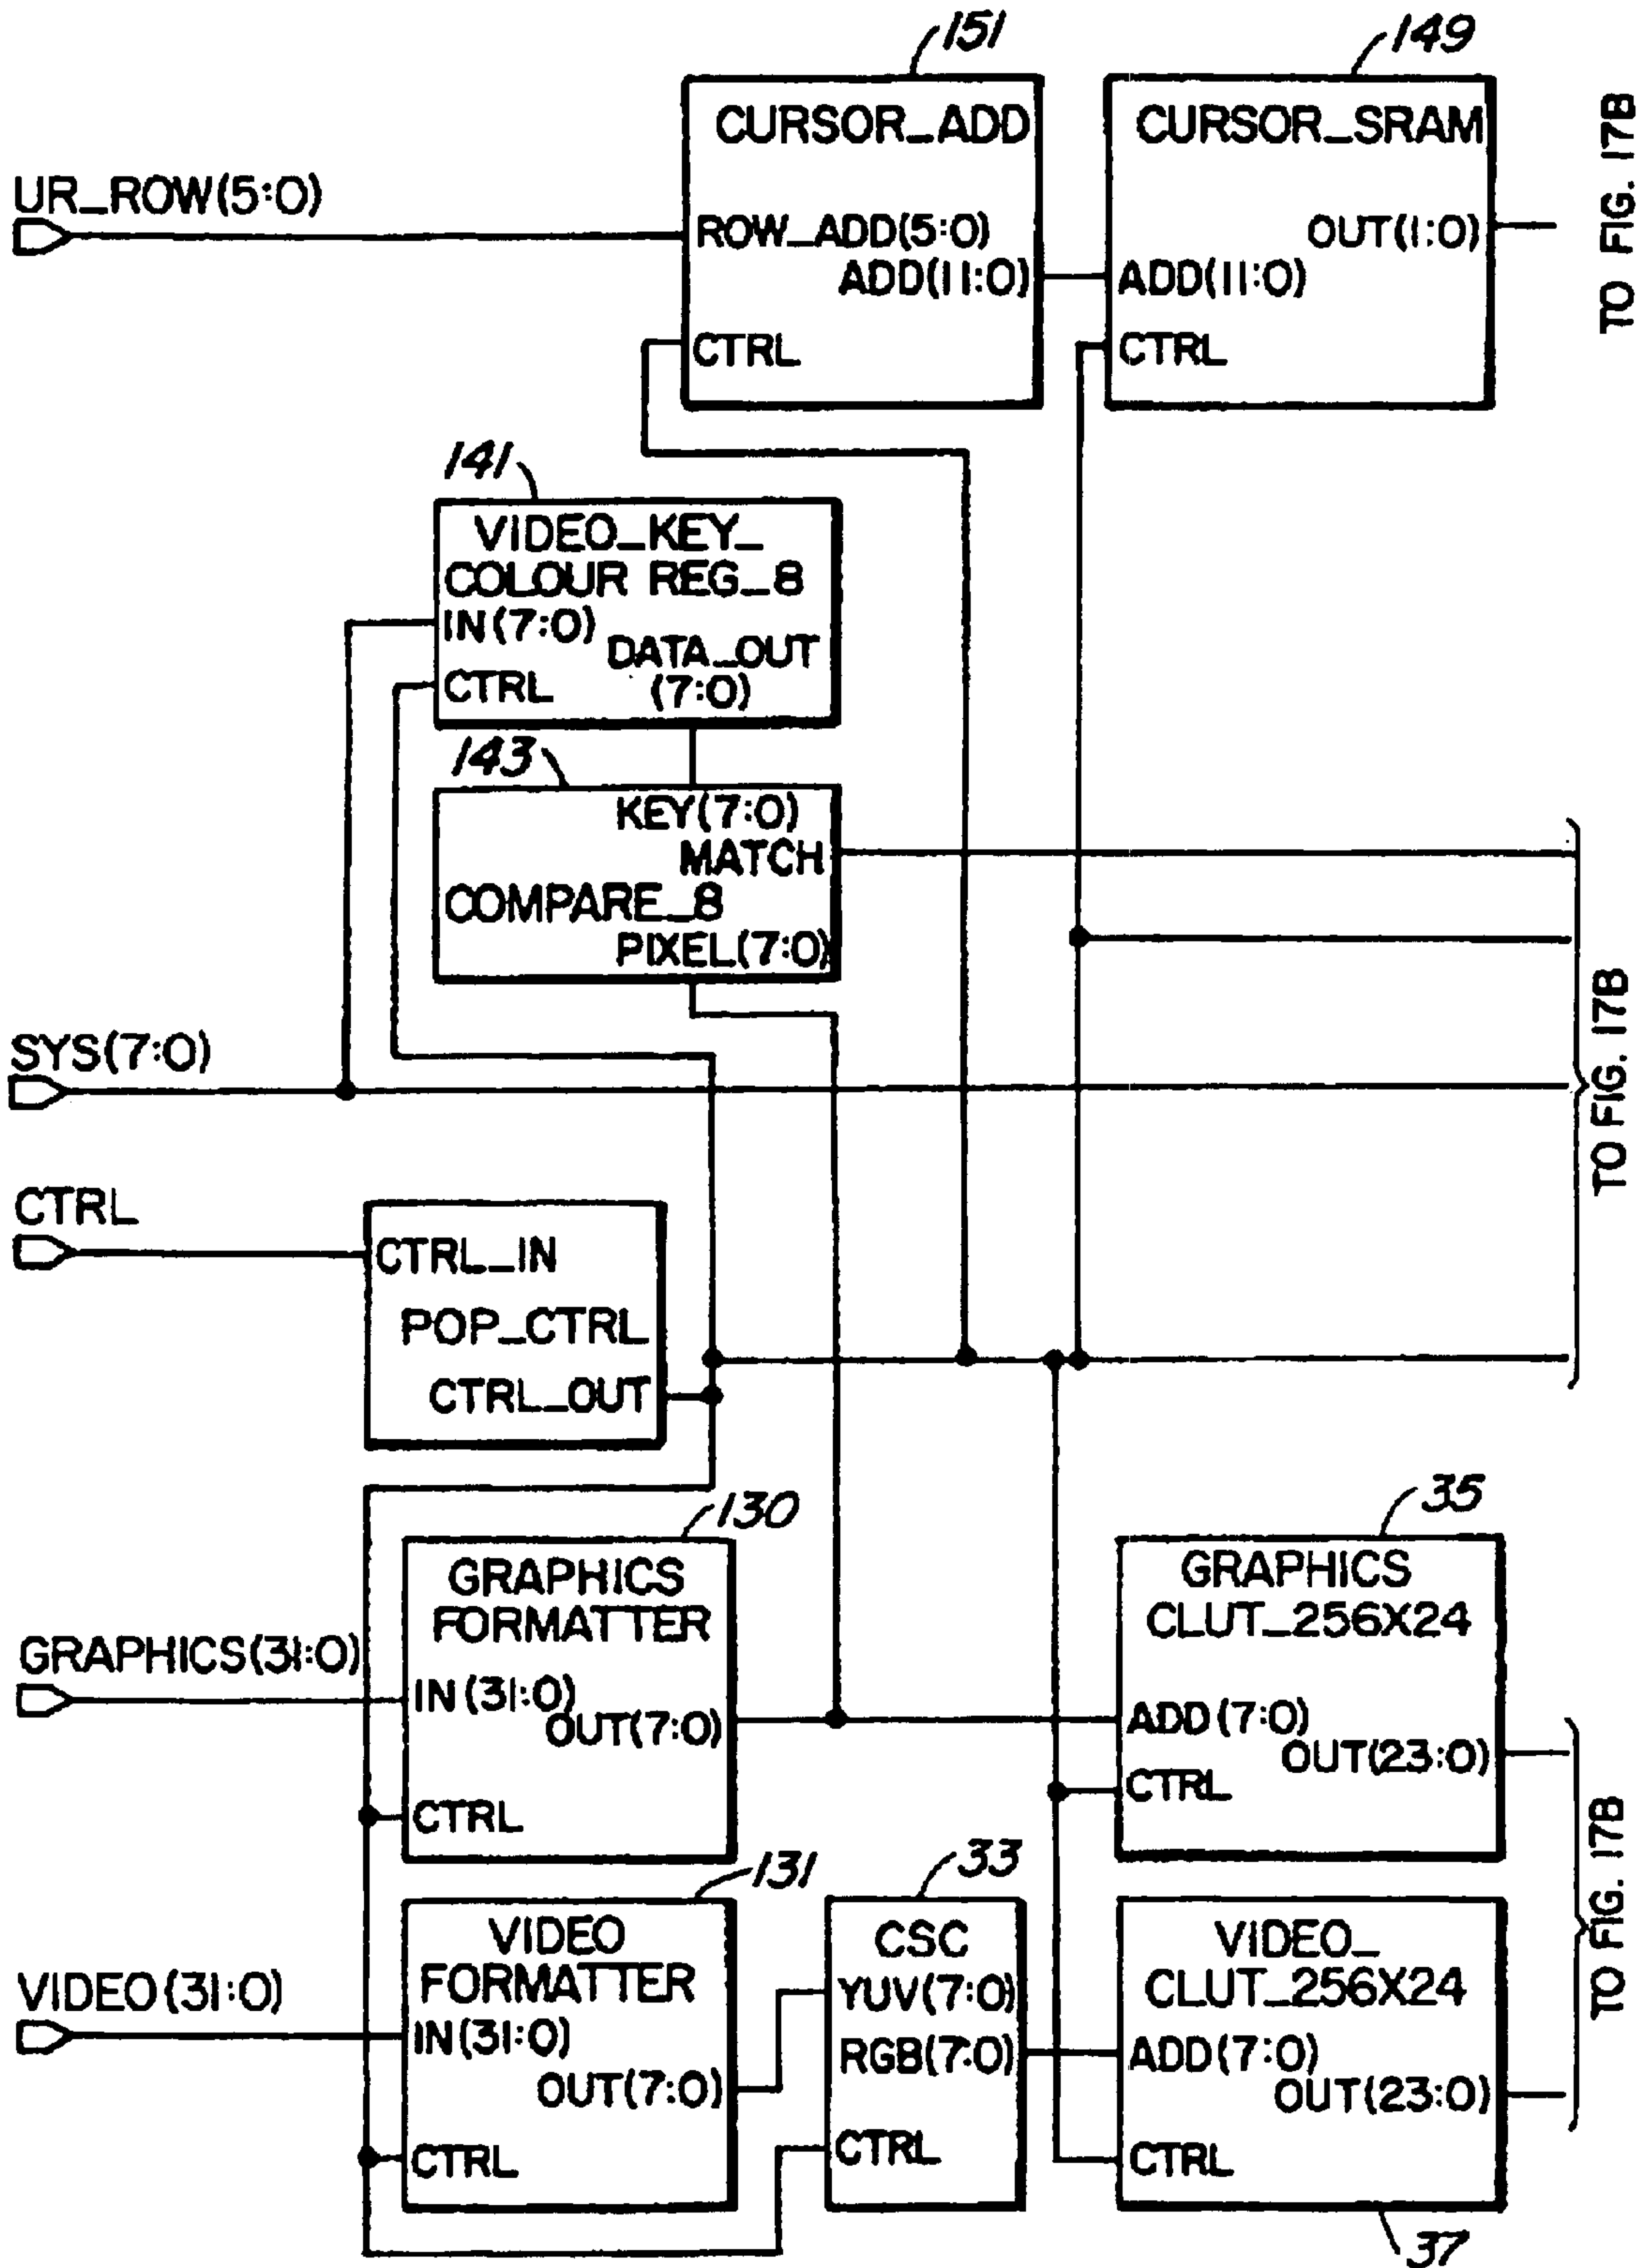 151
149
CURSOR_ADD
CURSOR_SRAM
UR_ROW(5:0)
ROW_ADD(5:0)
ADD(11:0)
CTRL
OUT(1:0)
ADD(11:0)
CTRL
TO FIG. 17B
141
VIDEO_KEY_
COLOUR REG_8
IN(7:0)
DATA_OUT
(7:0)
CTRL
143
KEY(7:0)
MATCH
COMPARE_8
PIXEL(7:0)
SYS(7:0)
TO FIG. 17B
CTRL
CTRL_IN
POP_CTRL
CTRL_OUT
130
GRAPHICS
FORMATTER
GRAPHICS(31:0)
IN(31:0)
OUT(7:0)
CTRL
35
GRAPHICS
CLUT_256X24
ADD(7:0)
OUT(23:0)
CTRL
131
VIDEO
FORMATTER
VIDEO(31:0)
IN(31:0)
OUT(7:0)
CTRL
33
CSC
YUV(7:0)
RGB(7:0)
CTRL
VIDEO_
CLUT_256X24
ADD(7:0)
OUT(23:0)
CTRL
37
TO FIG. 17B